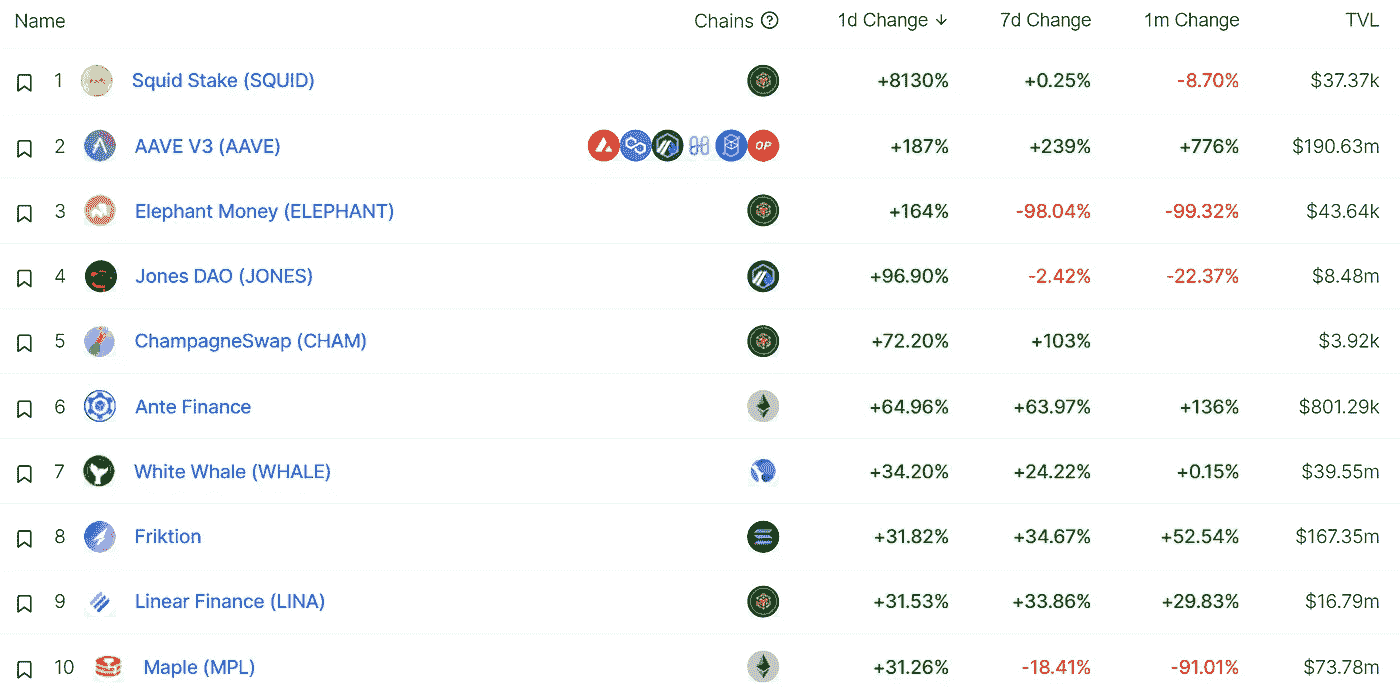 Name Chains ? 1d Change ↓ 7d Change 1m Change TVL
1 Squid Stake (SQUID) +8130% +0.25% -8.70% $37.37k
2 AAVE V3 (AAVE) OP +187% +239% +776% $190.63m
3 Elephant Money (ELEPHANT) +164% -98.04% -99.32% $43.64k
4 Jones DAO (JONES) +96.90% -2.42% -22.37% $8.48m
5 ChampagneSwap (CHAM) +72.20% +103% $3.92k
6 Ante Finance +64.96% +63.97% +136% $801.29k
7 White Whale (WHALE) +34.20% +24.22% +0.15% $39.55m
8 Friktion +31.82% +34.67% +52.54% $167.35m
9 Linear Finance (LINA) +31.53% +33.86% +29.83% $16.79m
10 Maple (MPL) +31.26% -18.41% -91.01% $73.78m